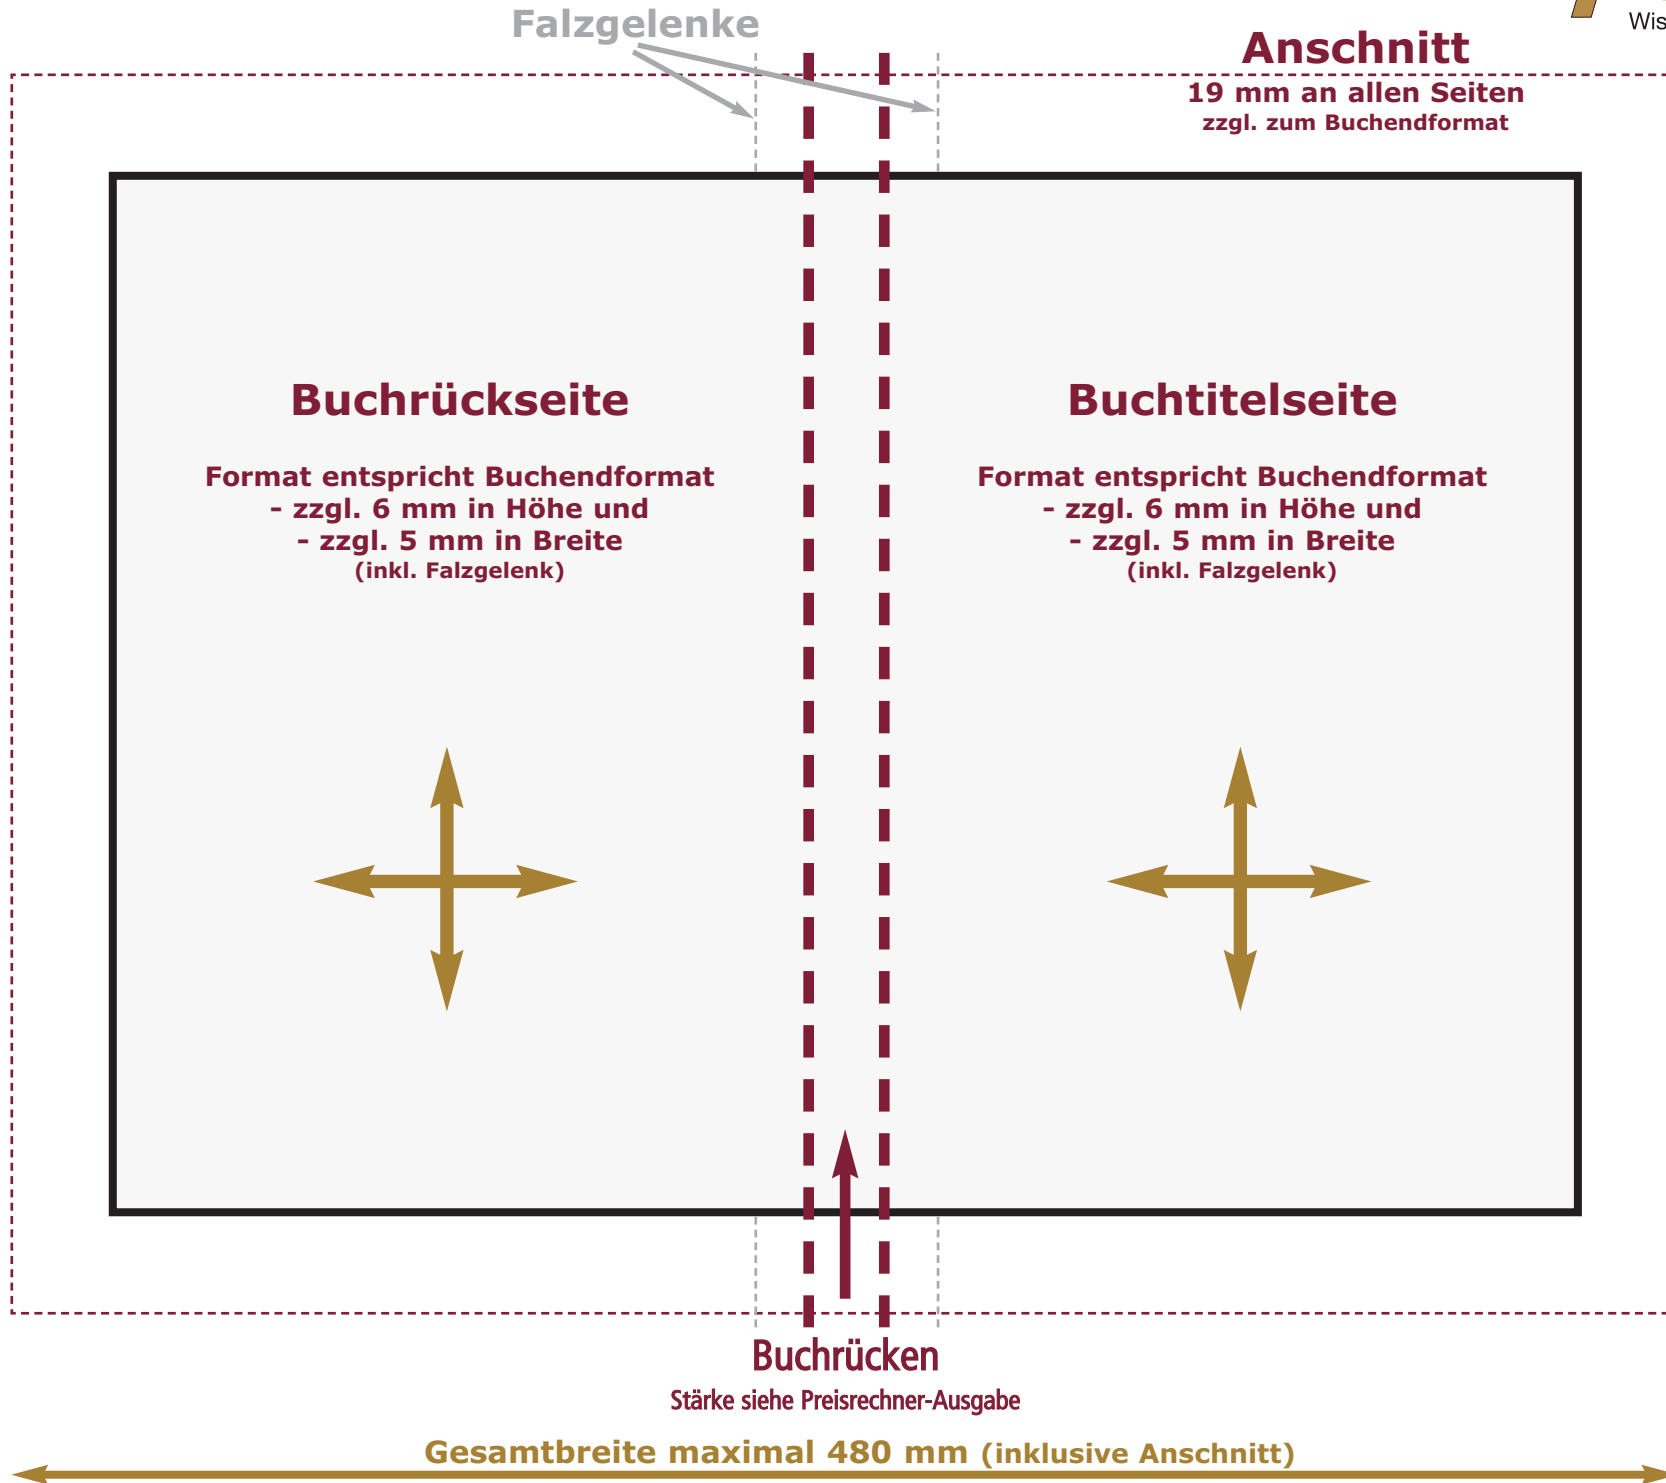 Falzgelenke
Wis
Anschnitt
19 mm an allen Seiten
zzgl. zum Buchendformat
Buchrückseite
Format entspricht Buchendformat
- zzgl. 6 mm in Höhe und
- zzgl. 5 mm in Breite
(inkl. Falzgelenk)
Buchtitelseite
Format entspricht Buchendformat
- zzgl. 6 mm in Höhe und
- zzgl. 5 mm in Breite
(inkl. Falzgelenk)
Buchrücken
Stärke siehe Preisrechner-Ausgabe
Gesamtbreite maximal 480 mm (inklusive Anschnitt)